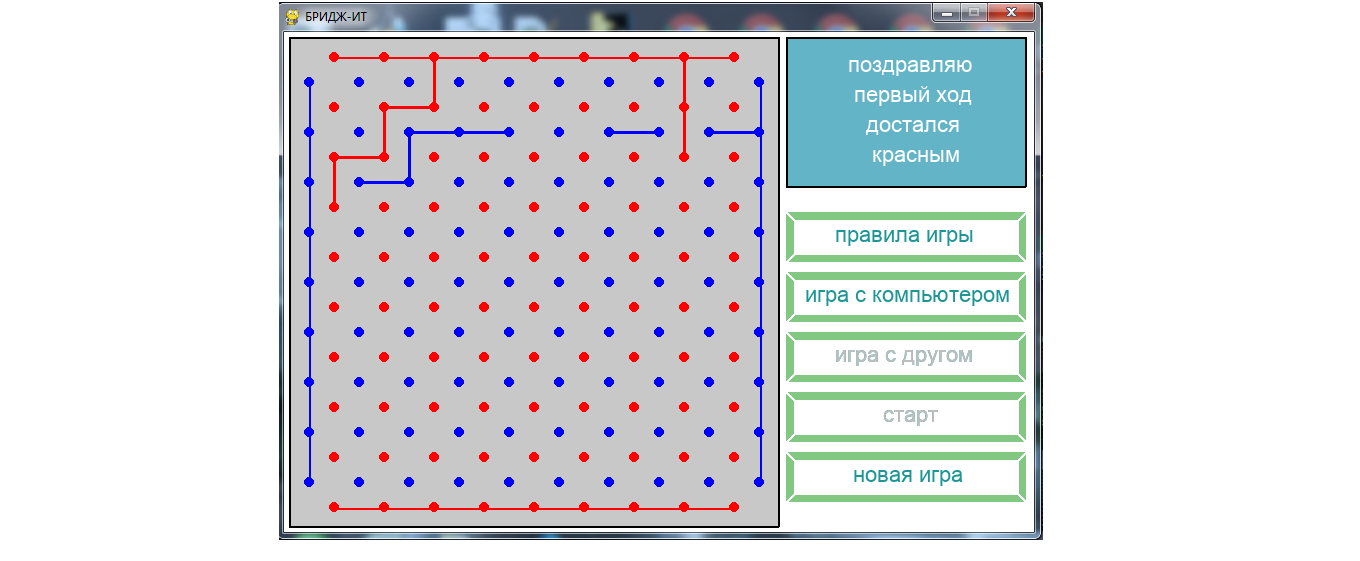 БРИДЖ-ИТ
поздравляю
первый ход
достался
красным
правила игры
игра с компьютером
игра с другом
старт
новая игра